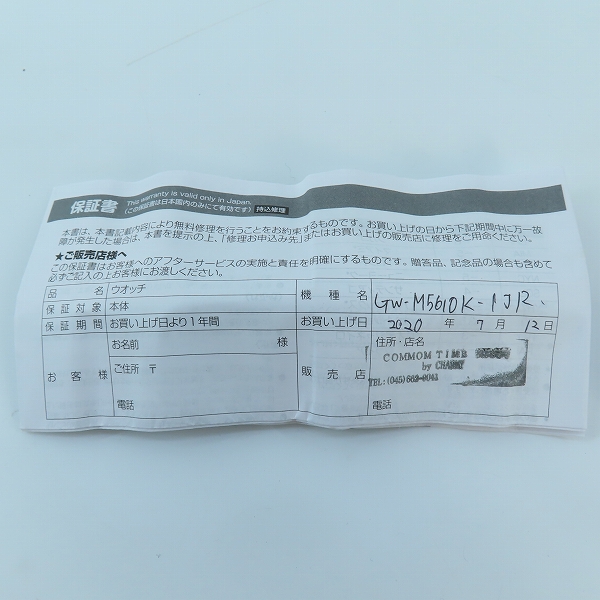 保証書 This warranty is valid only in Japan.
(この保証書は日本国内のみにて有効です) 持込修理
本書は、本書記載内容により無料修理を行うことをお約束するものです。お買い上げの日から下記期間中に万一故
障が発生した場合は、本書を提示の上、「修理お申込み先」またはお買い上げの販売店に修理をご用命ください。
★ご販売店様へ
この保証書はお客様へのアフターサービスの実施と責任を明確にするものです。贈答品、記念品の場合も含めて
必ずご記入の上お客様にお渡しください。
品名 ウオッチ 機種名 GW-M5610K-1JR
保証対象 本体
保証期間 お買い上げ日より1年間 お買い上げ日 2020 年 7 月 12 日
お客様 お名前 様
ご住所 〒
電話
販売店 住所・店名
COMMOM TIME
by CHARMY
TEL:(045)663-9041
電話